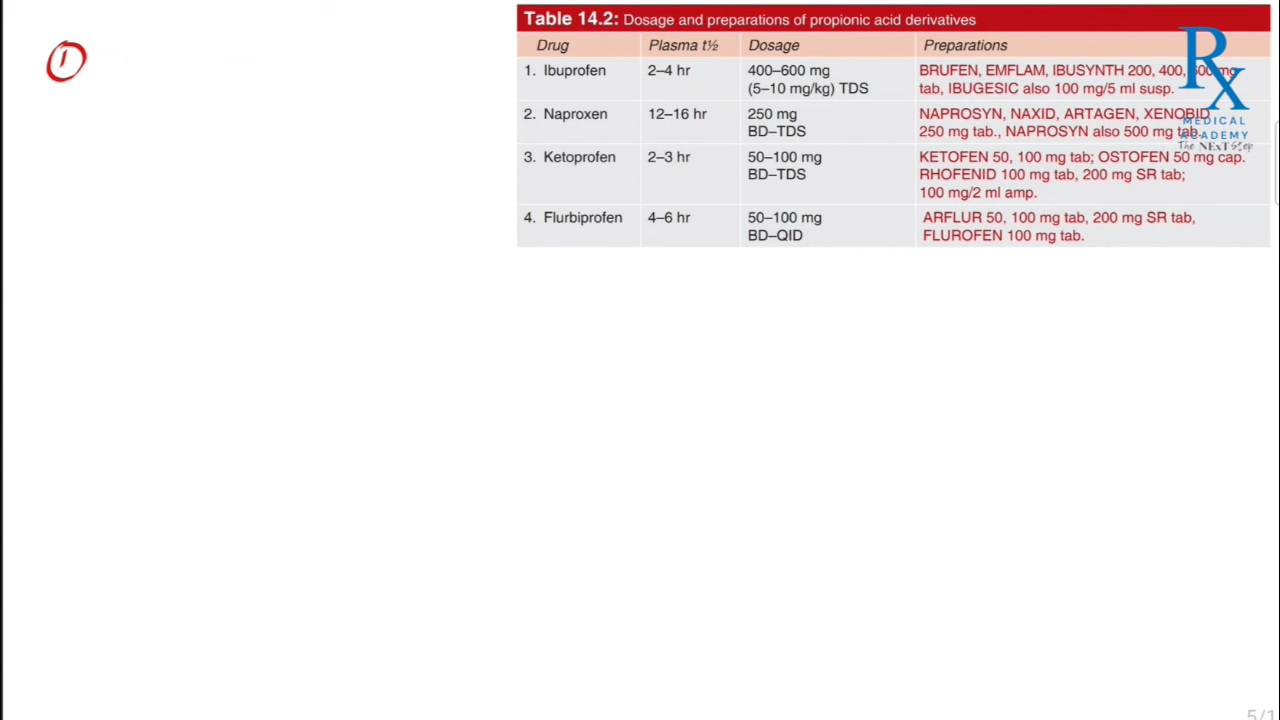 1
Table 14.2: Dosage and preparations of propionic acid derivatives
Drug Plasma t½ Dosage Preparations
1. Ibuprofen 2–4 hr 400–600 mg BRUFEN, EMFLAM, IBUSYNTH 200, 400, 600 mg
(5–10 mg/kg) TDS tab, IBUGESIC also 100 mg/5 ml susp.
2. Naproxen 12–16 hr 250 mg NAPROSYN, NAXID, ARTAGEN, XENOBID
BD–TDS 250 mg tab., NAPROSYN also 500 mg tab.
3. Ketoprofen 2–3 hr 50–100 mg KETOFEN 50, 100 mg tab; OSTOFEN 50 mg cap.
BD–TDS RHOFENID 100 mg tab, 200 mg SR tab;
100 mg/2 ml amp.
4. Flurbiprofen 4–6 hr 50–100 mg ARFLUR 50, 100 mg tab, 200 mg SR tab,
BD–QID FLUROFEN 100 mg tab.
Rx
MEDICAL
ACADEMY
The NExT Step
5/1